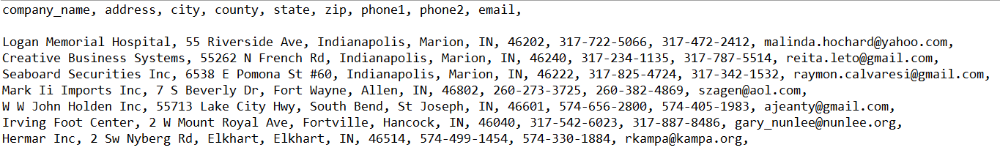 company_name, address, city, county, state, zip, phone1, phone2, email,
Logan Memorial Hospital, 55 Riverside Ave, Indianapolis, Marion, IN, 46202, 317-722-5066, 317-472-2412, malinda.hochard@yahoo.com,
Creative Business Systems, 55262 N French Rd, Indianapolis, Marion, IN, 46240, 317-234-1135, 317-787-5514, reita.leto@gmail.com,
Seaboard Securities Inc, 6538 E Pomona St #60, Indianapolis, Marion, IN, 46222, 317-825-4724, 317-342-1532, raymon.calvaresi@gmail.com,
Mark Ii Imports Inc, 7 S Beverly Dr, Fort Wayne, Allen, IN, 46802, 260-273-3725, 260-382-4869, szagen@aol.com,
W W John Holden Inc, 55713 Lake City Hwy, South Bend, St Joseph, IN, 46601, 574-656-2800, 574-405-1983, ajeanty@gmail.com,
Irving Foot Center, 2 W Mount Royal Ave, Fortville, Hancock, IN, 46040, 317-542-6023, 317-887-8486, gary_nunlee@nunlee.org,
Hermar Inc, 2 Sw Nyberg Rd, Elkhart, Elkhart, IN, 46514, 574-499-1454, 574-330-1884, rkampa@kampa.org,